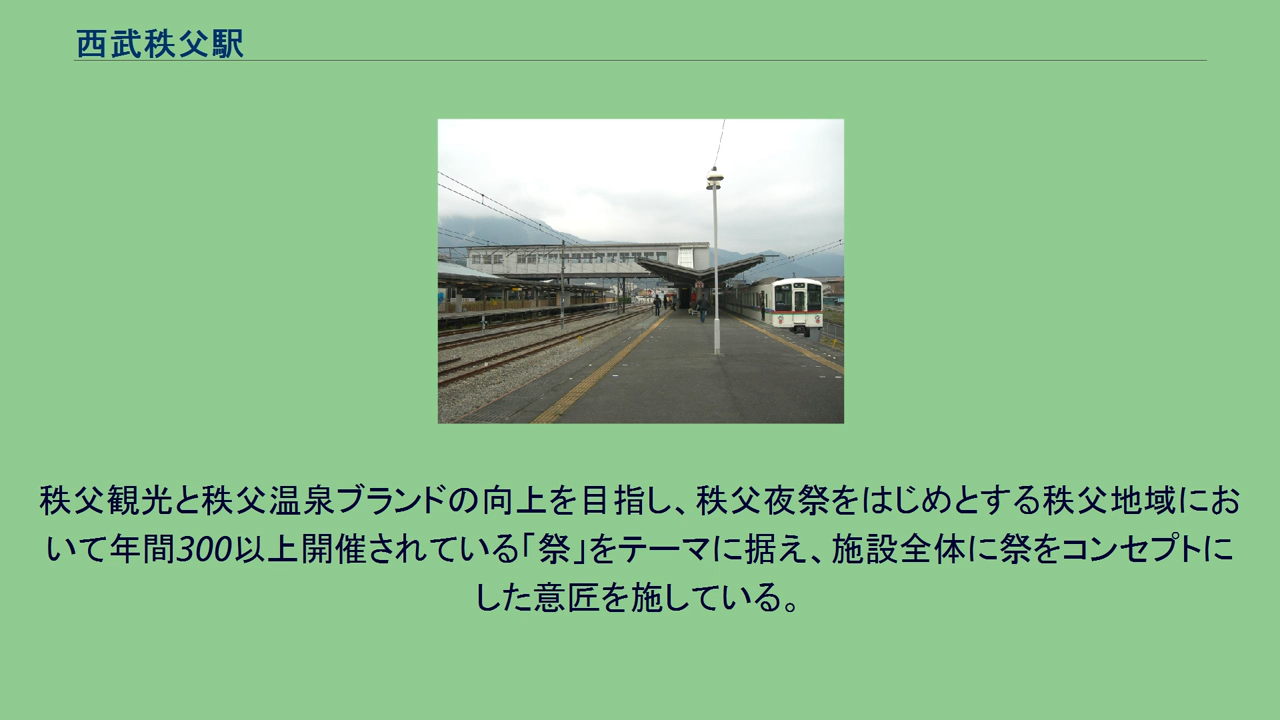 西武秩父駅
秩父観光と秩父温泉ブランドの向上を目指し、秩父夜祭をはじめとする秩父地域にお
いて年間300以上開催されている「祭」をテーマに据え、施設全体に祭をコンセプトに
した意匠を施している。